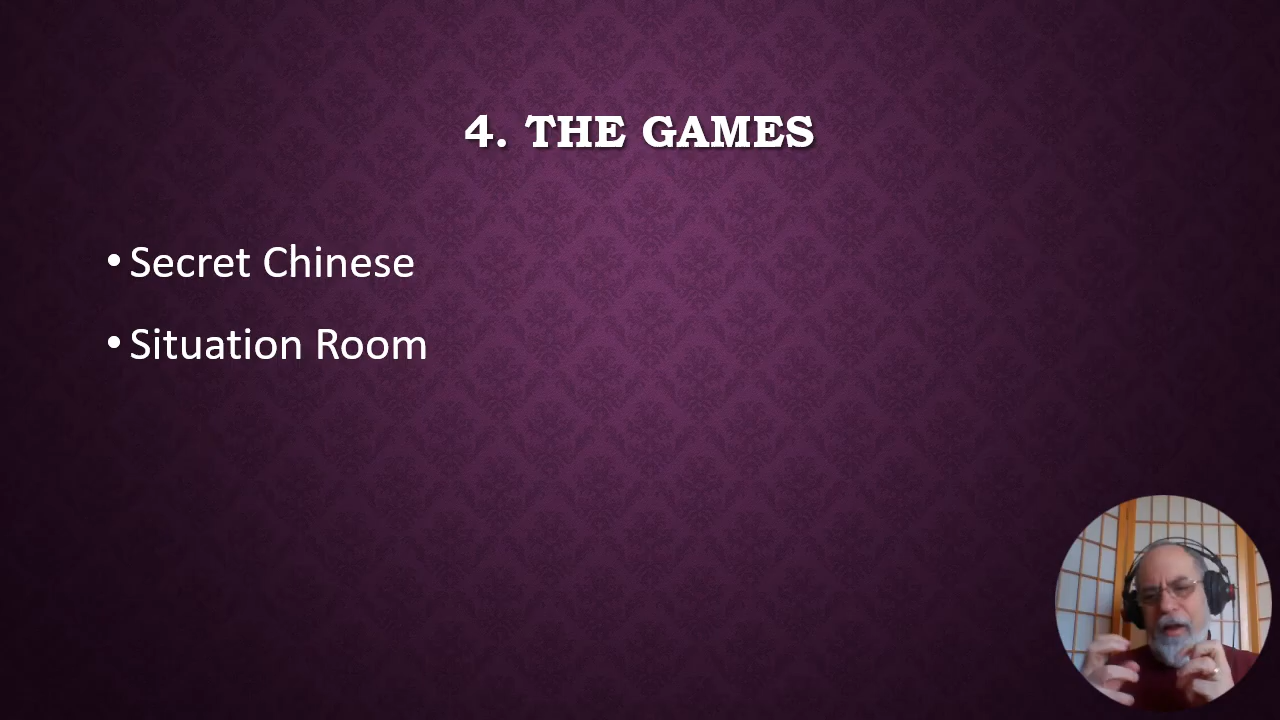 4. THE GAMES
• Secret Chinese
• Situation Room